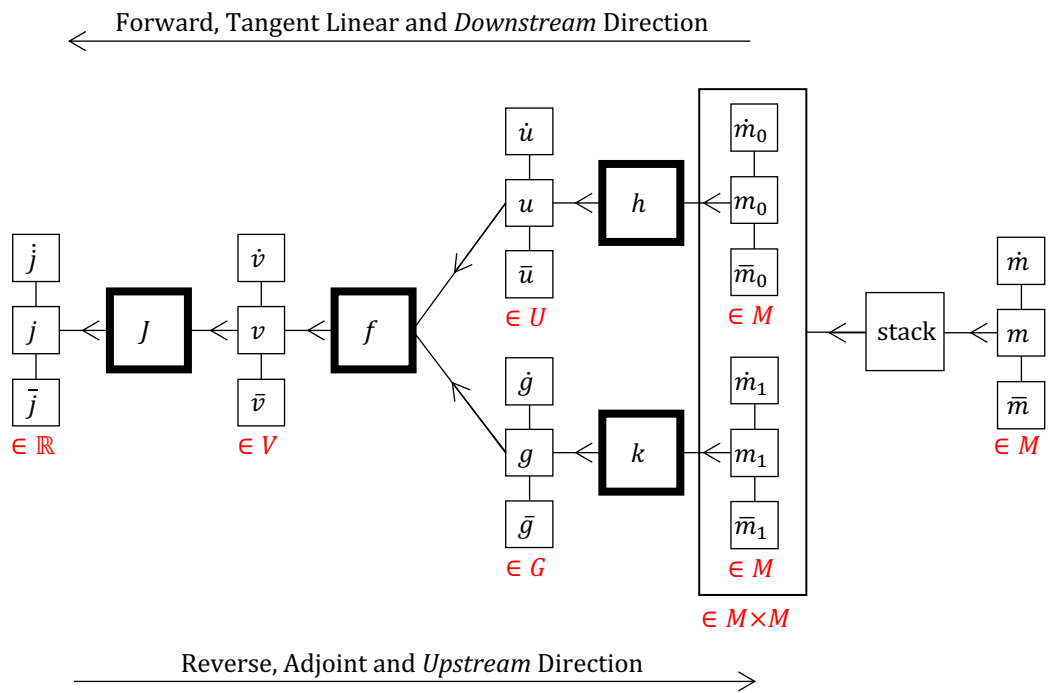 Forward, Tangent Linear and Downstream Direction
u̇
u
ū
∈ U
h
ṁ₀
m₀
m̅₀
∈ M
j̇
j
j̅
∈ ℝ
J
v̇
v
v̄
∈ V
f
ġ
g
ḡ
∈ G
k
ṁ₁
m₁
m̅₁
∈ M
∈ M×M
stack
ṁ
m
m̅
∈ M
Reverse, Adjoint and Upstream Direction